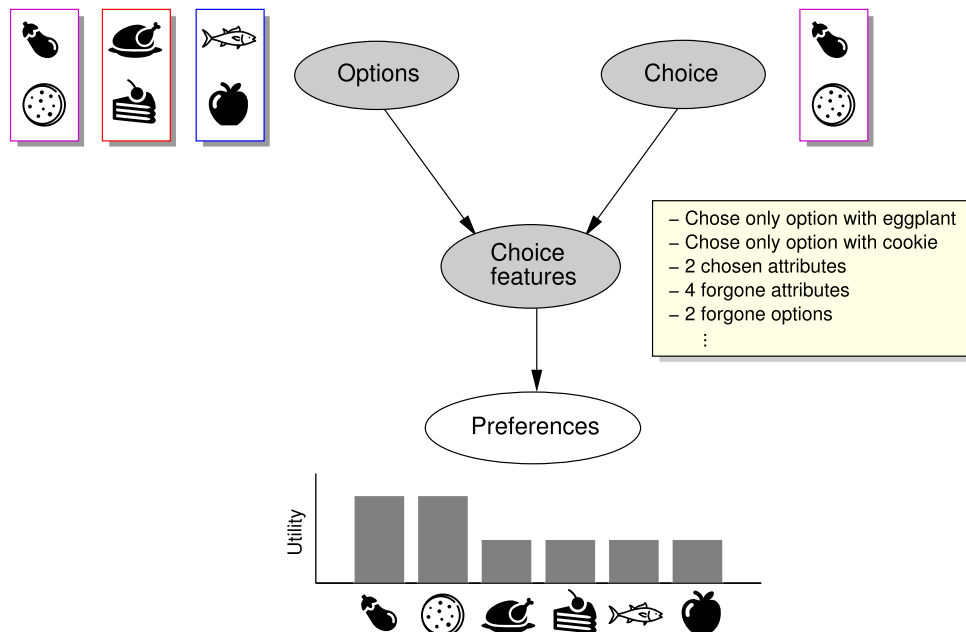 Options
Choice
Choice
features
– Chose only option with eggplant
– Chose only option with cookie
– 2 chosen attributes
– 4 forgone attributes
– 2 forgone options
⋮
Preferences
Utility